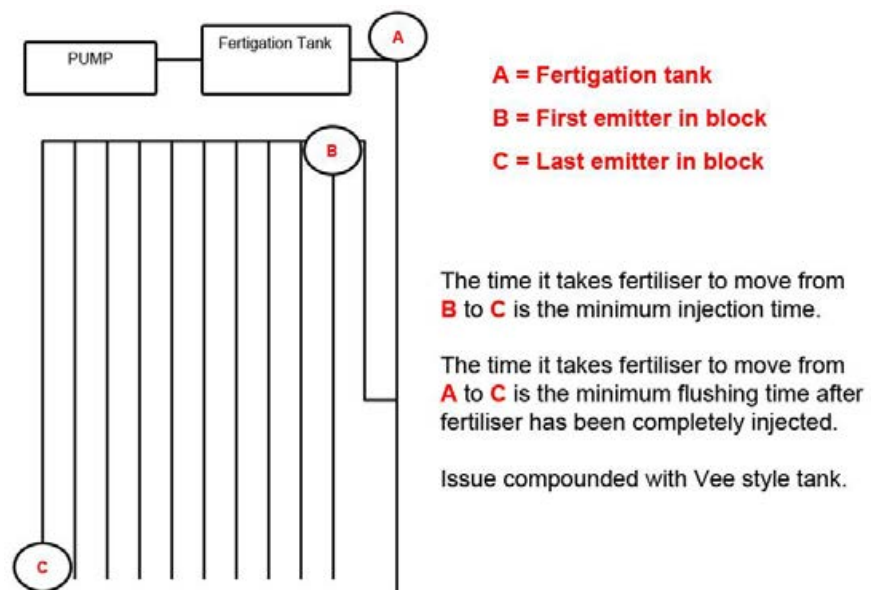 PUMP
Fertigation Tank
A
A = Fertigation tank
B = First emitter in block
C = Last emitter in block
B
The time it takes fertiliser to move from
B to C is the minimum injection time.
The time it takes fertiliser to move from
A to C is the minimum flushing time after
fertiliser has been completely injected.
Issue compounded with Vee style tank.
C